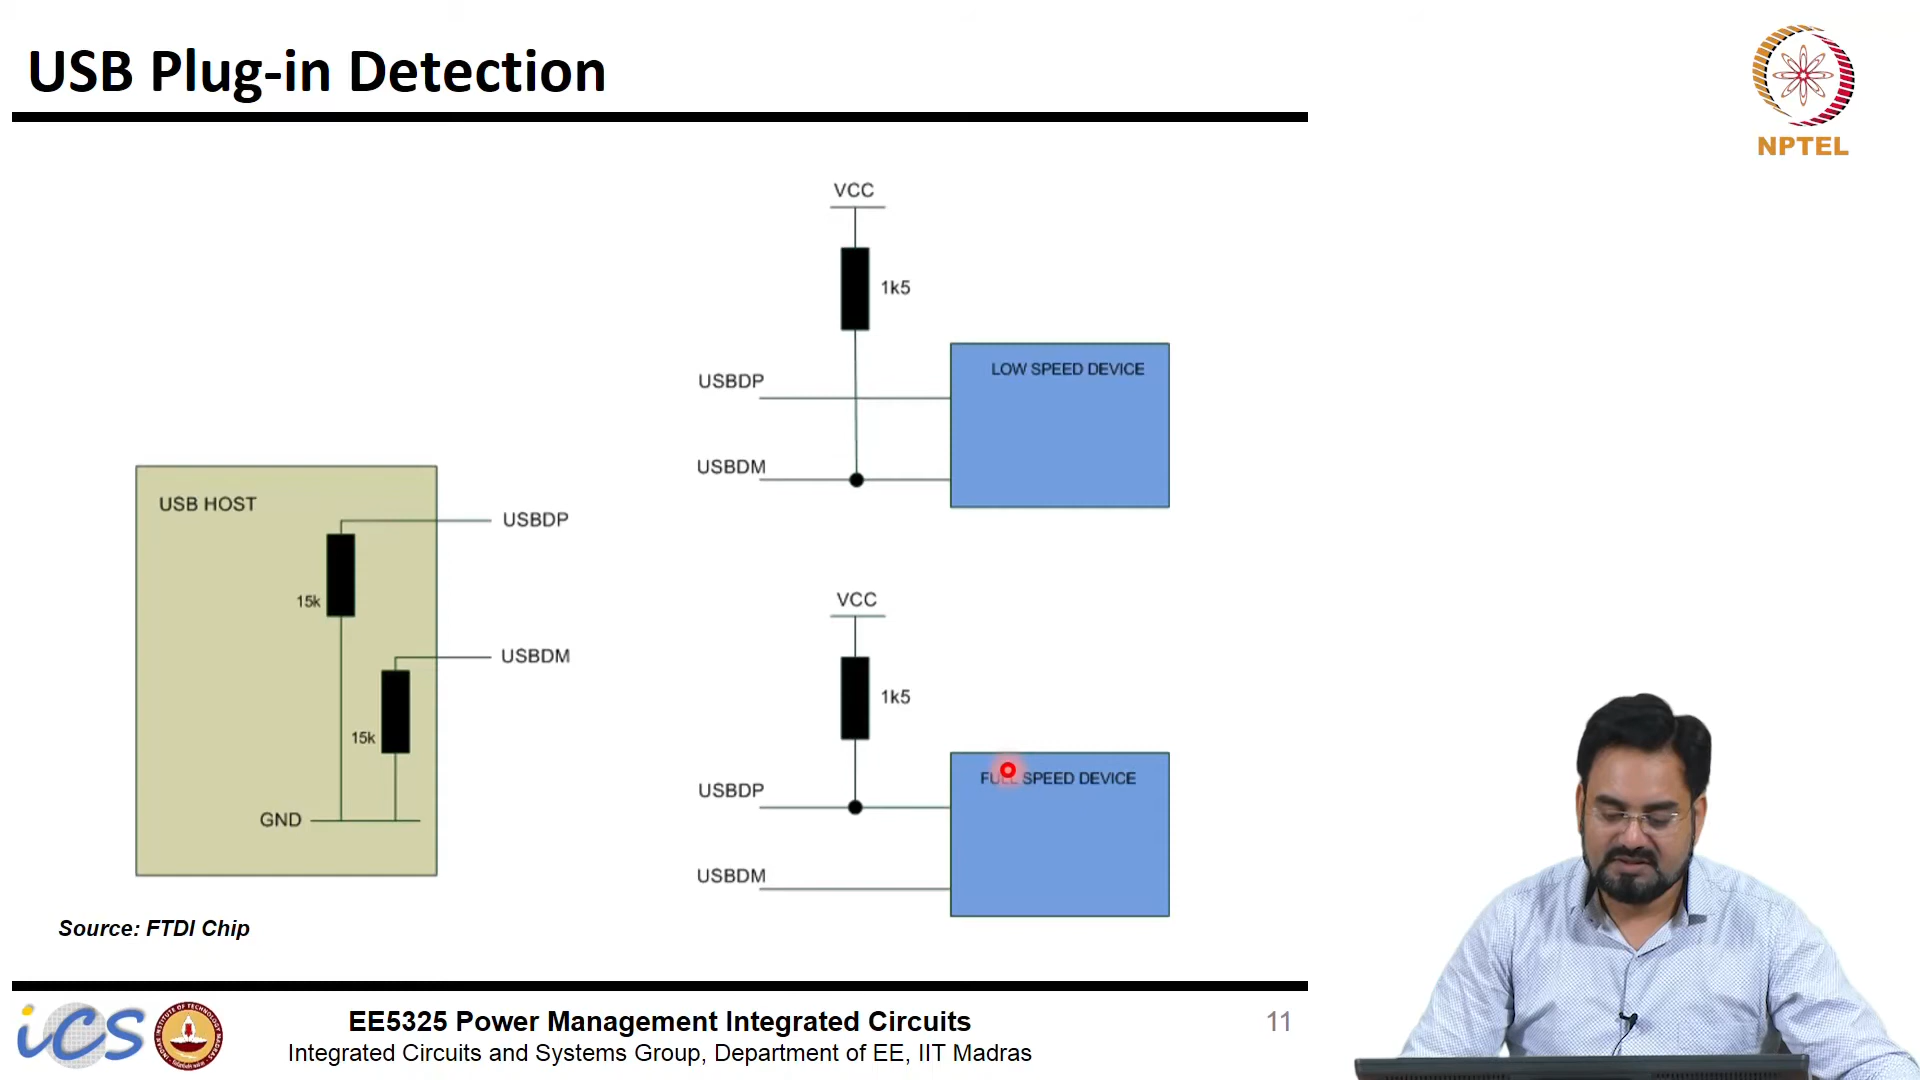 USB Plug-in Detection
NPTEL
VCC
1k5
USBDP
LOW SPEED DEVICE
USBDM
USB HOST
USBDP
15k
USBDM
15k
GND
VCC
1k5
USBDP
FULL SPEED DEVICE
USBDM
Source: FTDI Chip
iCS
EE5325 Power Management Integrated Circuits
Integrated Circuits and Systems Group, Department of EE, IIT Madras
11